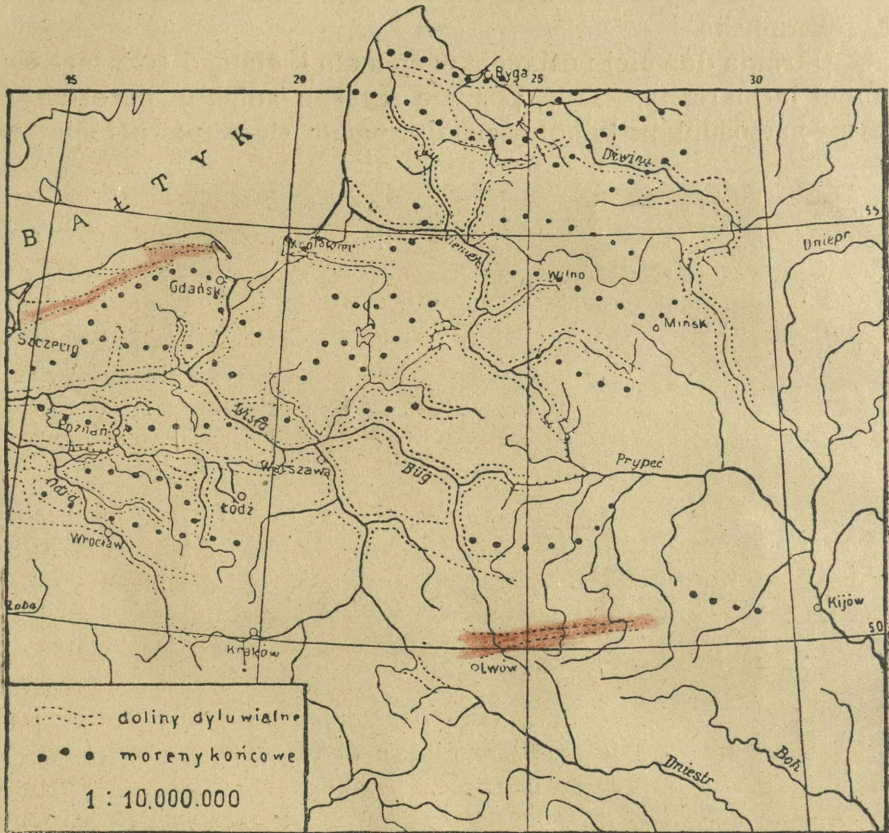 15 20 25 30
Ryga
BAŁTYK
Dźwina
55
Królewiec
Niemen
Dniepr
Gdańsk
Wilno
Szczecin
Mińsk
Wisła
Poznań
Prypeć
Warszawa
Bug
Łódź
Wrocław
Kijów
50
Kraków
Lwów
doliny dyluwialne
moreny końcowe
Dniestr
Boh
1 : 10.000.000